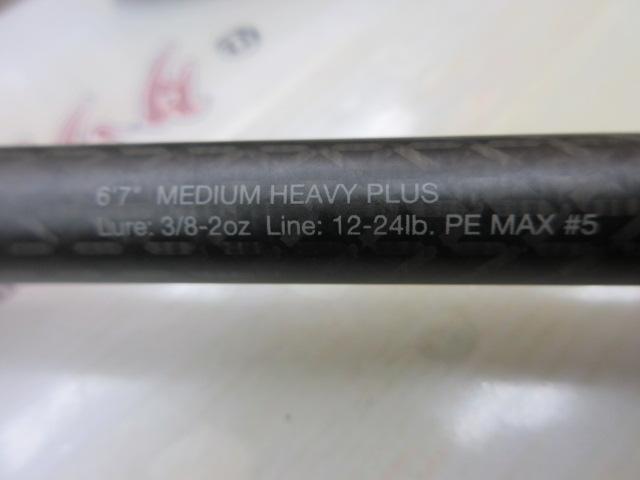 6'7" MEDIUM HEAVY PLUS
Lure: 3/8-2oz Line: 12-24lb. PE MAX #5